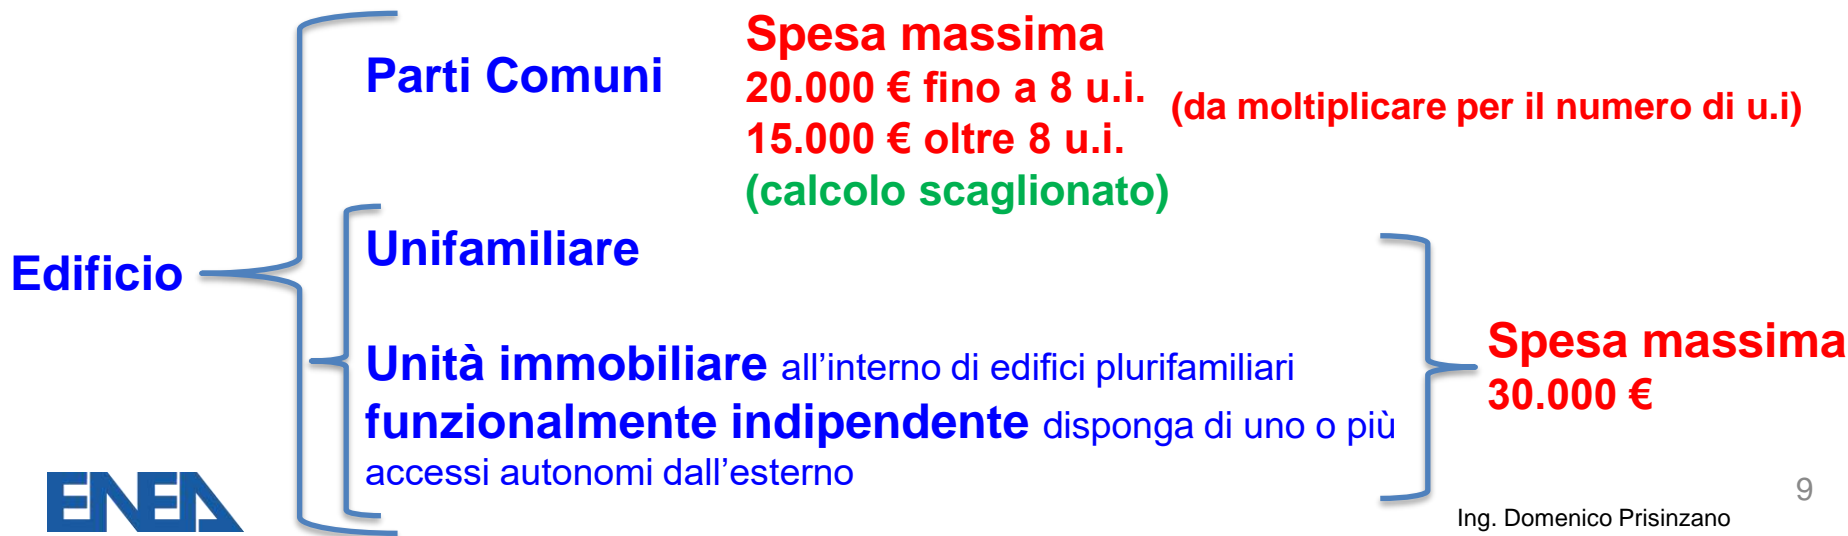 Edificio
Parti Comuni
Spesa massima
20.000 € fino a 8 u.i.
15.000 € oltre 8 u.i.
(calcolo scaglionato)
(da moltiplicare per il numero di u.i)
Unifamiliare
Unità immobiliare all’interno di edifici plurifamiliari
funzionalmente indipendente disponga di uno o più
accessi autonomi dall’esterno
Spesa massima
30.000 €
ENEA
Ing. Domenico Prisinzano
9